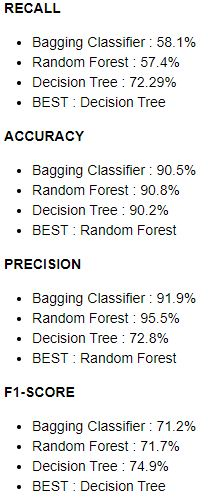 RECALL
• Bagging Classifier : 58.1%
• Random Forest : 57.4%
• Decision Tree : 72.29%
• BEST : Decision Tree
ACCURACY
• Bagging Classifier : 90.5%
• Random Forest : 90.8%
• Decision Tree : 90.2%
• BEST : Random Forest
PRECISION
• Bagging Classifier : 91.9%
• Random Forest : 95.5%
• Decision Tree : 72.8%
• BEST : Random Forest
F1-SCORE
• Bagging Classifier : 71.2%
• Random Forest : 71.7%
• Decision Tree : 74.9%
• BEST : Decision Tree